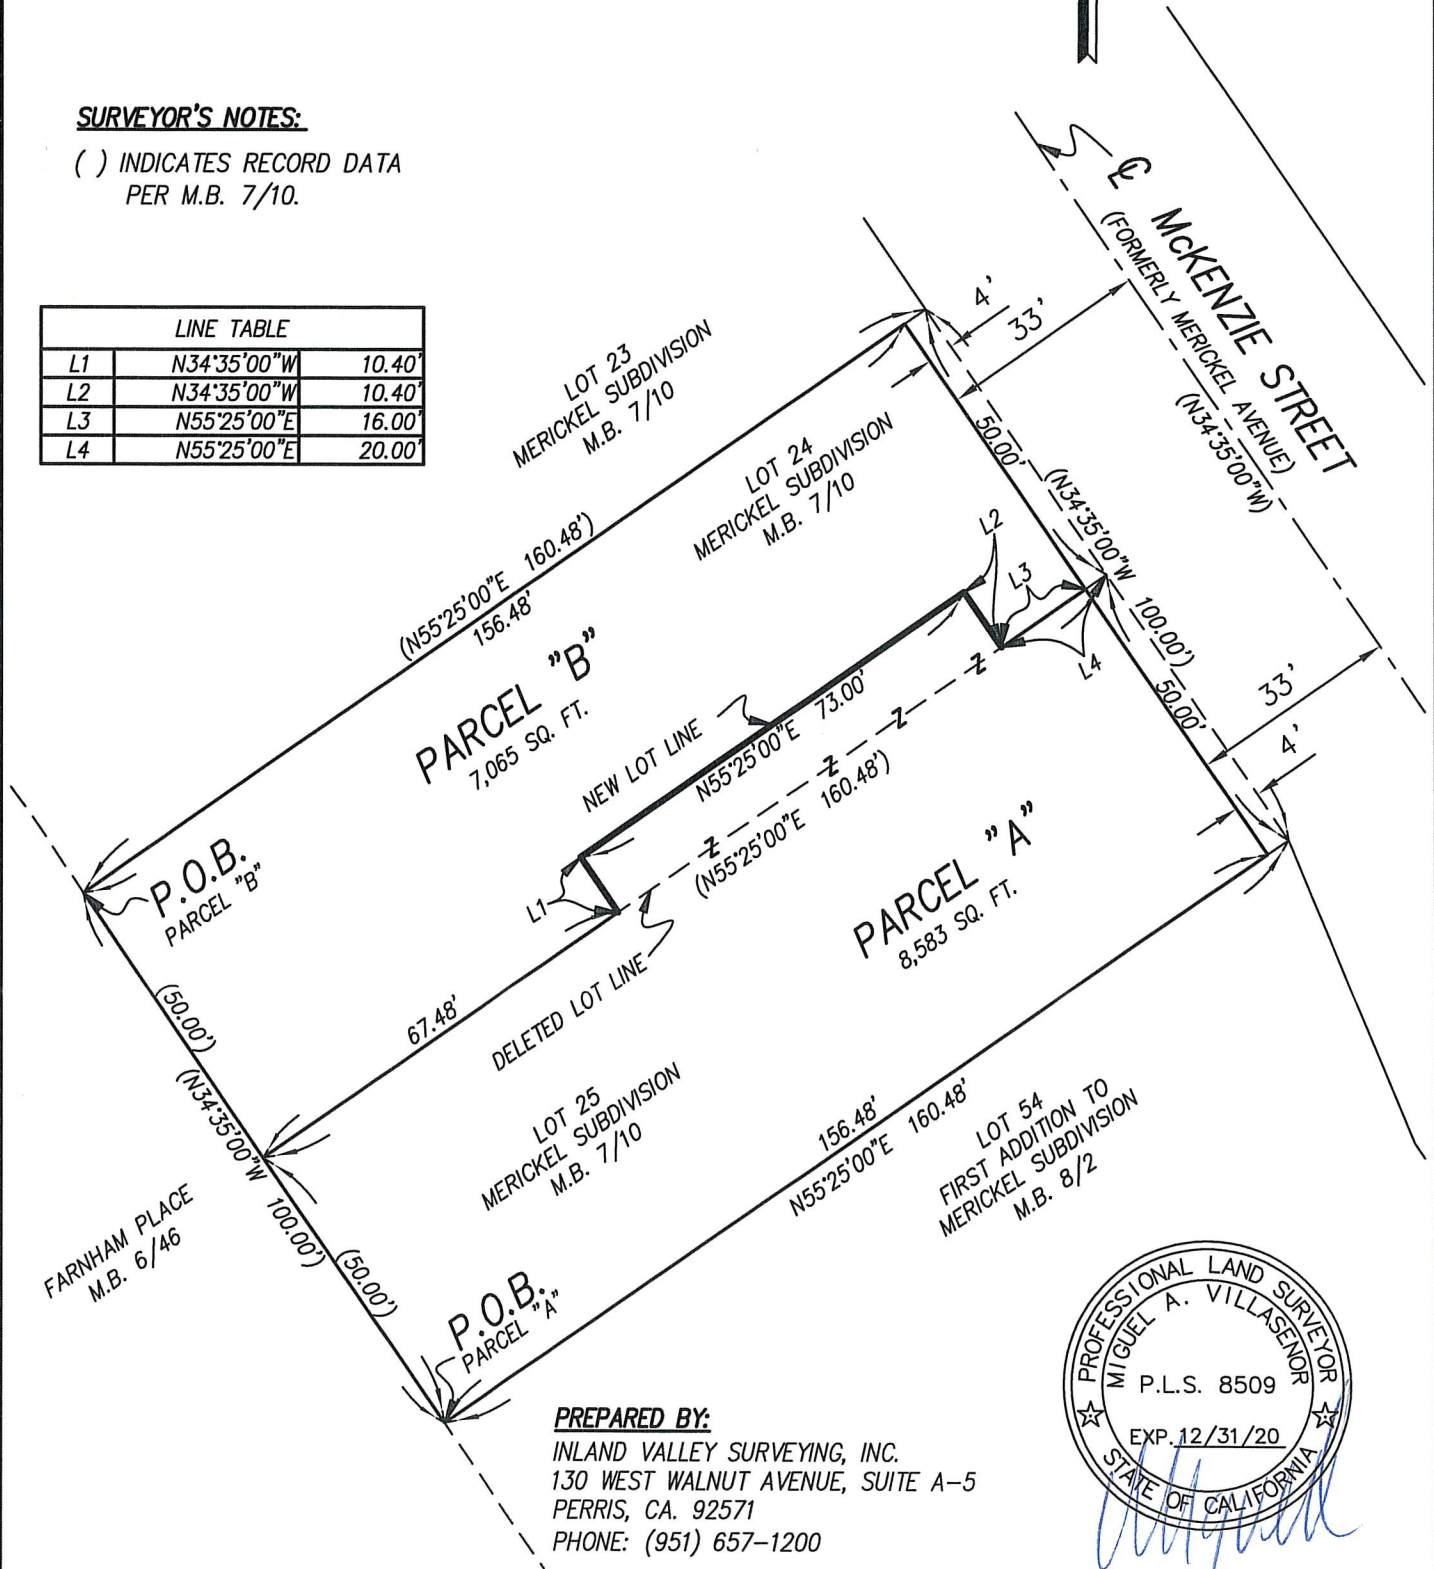 SURVEYOR'S NOTES:
( ) INDICATES RECORD DATA
PER M.B. 7/10.
LINE TABLE
L1 N34°35'00"W 10.40'
L2 N34°35'00"W 10.40'
L3 N55°25'00"E 16.00'
L4 N55°25'00"E 20.00'
℄ McKENZIE STREET
(FORMERLY MERICKEL AVENUE)
(N34°35'00"W)
4'
33'
LOT 23
MERICKEL SUBDIVISION
M.B. 7/10
LOT 24
MERICKEL SUBDIVISION
M.B. 7/10
50.00'
(N34°35'00"W 100.00')
(N55°25'00"E 160.48')
156.48'
L2
L3
L4
PARCEL "B"
7,065 SQ. FT.
NEW LOT LINE
N55°25'00"E 73.00'
Z
Z
Z
Z
(N55°25'00"E 160.48')
50.00'
33'
4'
P.O.B.
PARCEL "B"
L1
PARCEL "A"
8,583 SQ. FT.
(50.00')
67.48'
DELETED LOT LINE
(N34°35'00"W 100.00')
LOT 25
MERICKEL SUBDIVISION
M.B. 7/10
156.48'
N55°25'00"E 160.48'
LOT 54
FIRST ADDITION TO
MERICKEL SUBDIVISION
M.B. 8/2
FARNHAM PLACE
M.B. 6/46
(50.00')
P.O.B.
PARCEL "A"
PREPARED BY:
INLAND VALLEY SURVEYING, INC.
130 WEST WALNUT AVENUE, SUITE A-5
PERRIS, CA. 92571
PHONE: (951) 657-1200
PROFESSIONAL LAND SURVEYOR
MIGUEL A. VILLASENOR
P.L.S. 8509
EXP. 12/31/20
STATE OF CALIFORNIA